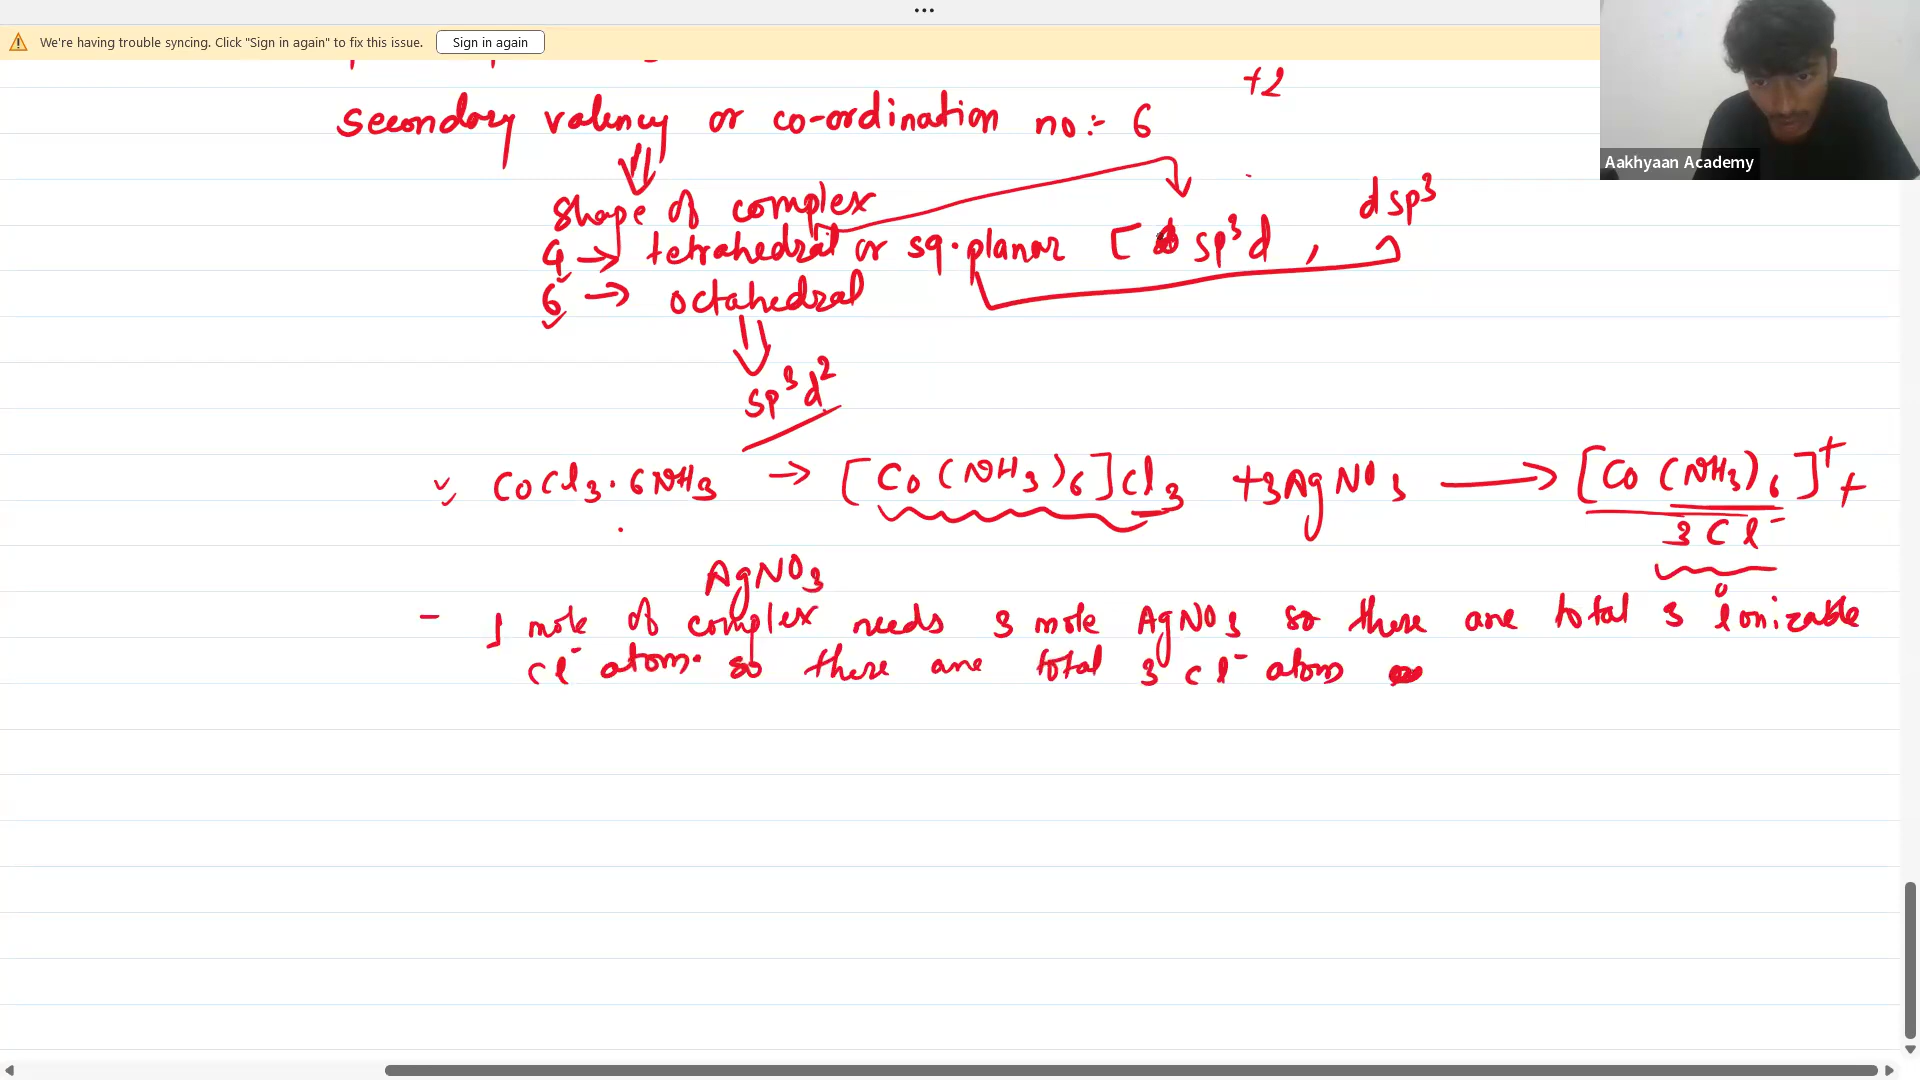 We're having trouble syncing. Click "Sign in again" to fix this issue. Sign in again
Aakhyaan Academy
+2
secondary valency or co-ordination no:- 6
shape of complex
dsp³
4 → tetrahedral or sq. planar [ sp³d ,
6 → octahedral
sp³d²
CoCl₃·6NH₃ → [Co(NH₃)₆]Cl₃ +3AgNO₃ → [Co(NH₃)₆]⁺ +
3Cl⁻
AgNO₃
- 1 mole of complex needs 3 mole AgNO₃ so there are total 3 ionizable
Cl⁻ atom. so there are total 3 Cl⁻ atom